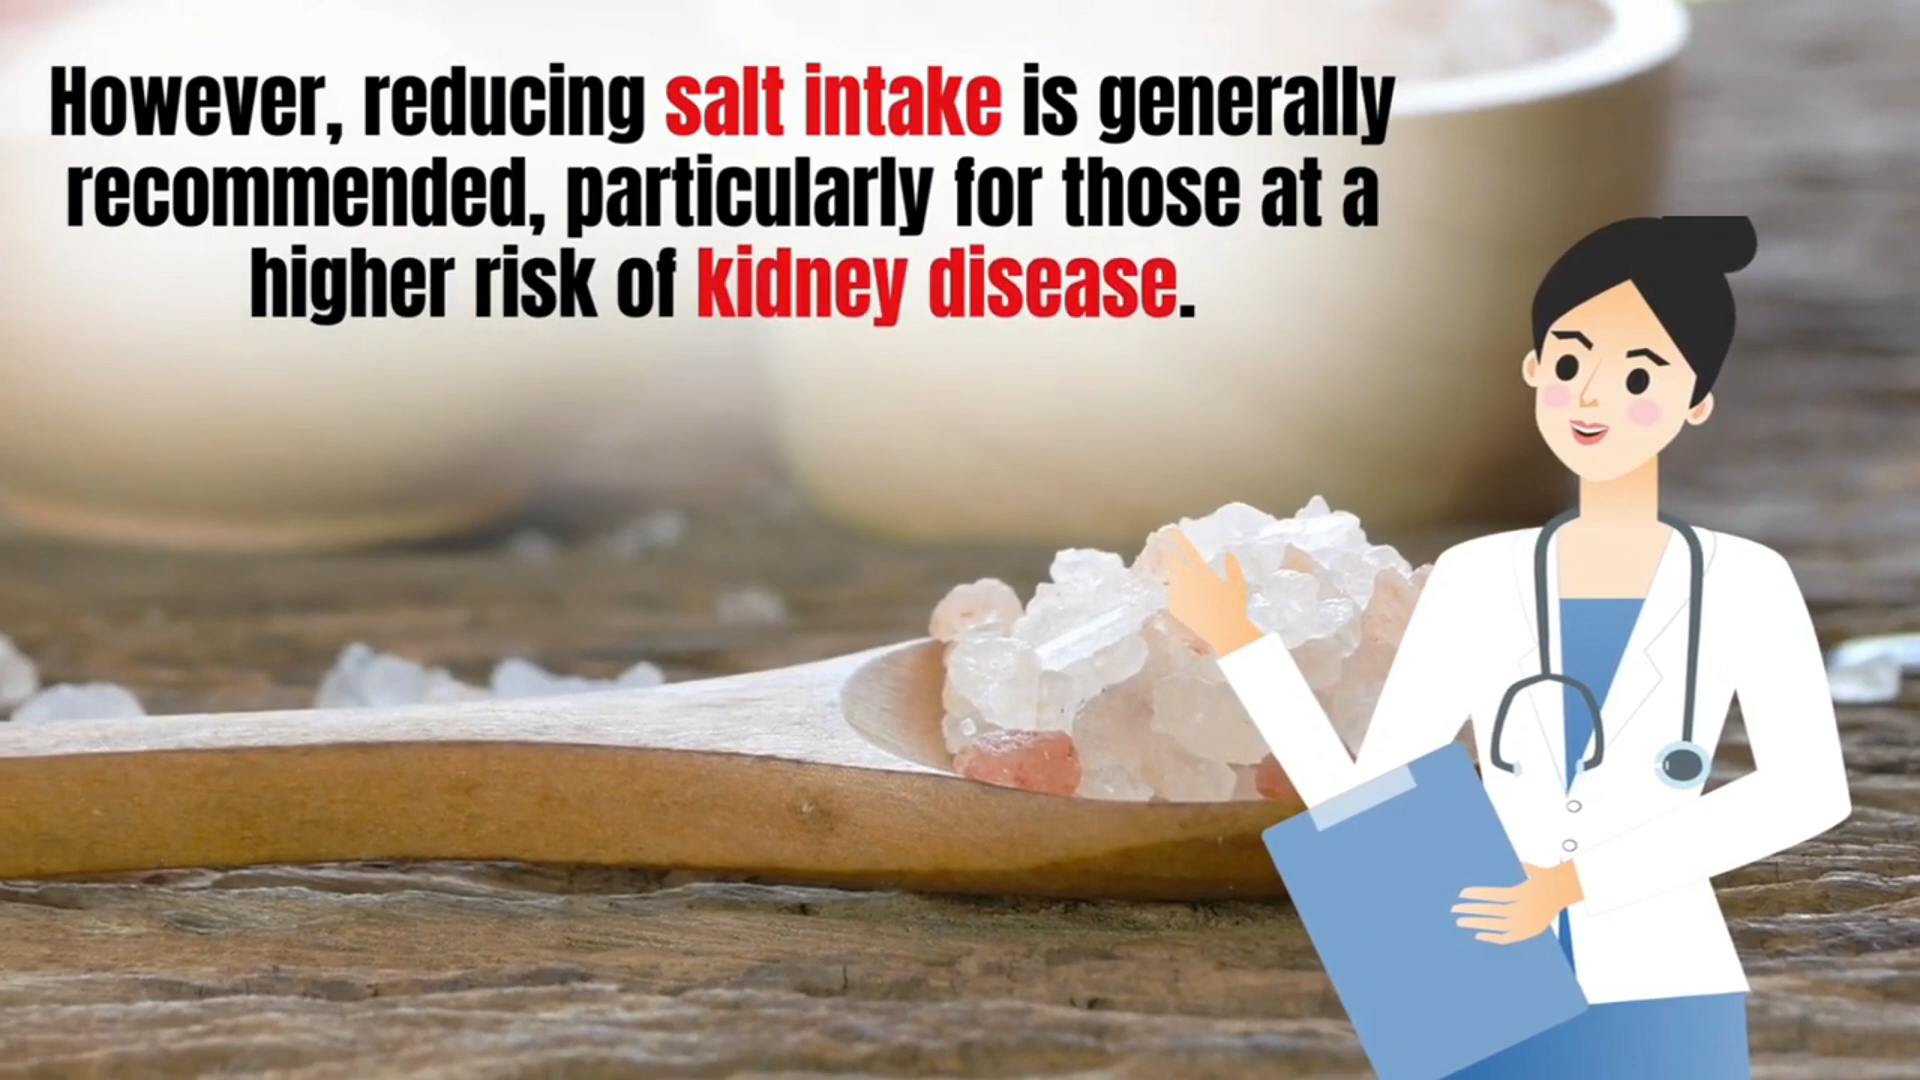 However, reducing salt intake is generally
recommended, particularly for those at a
higher risk of kidney disease.